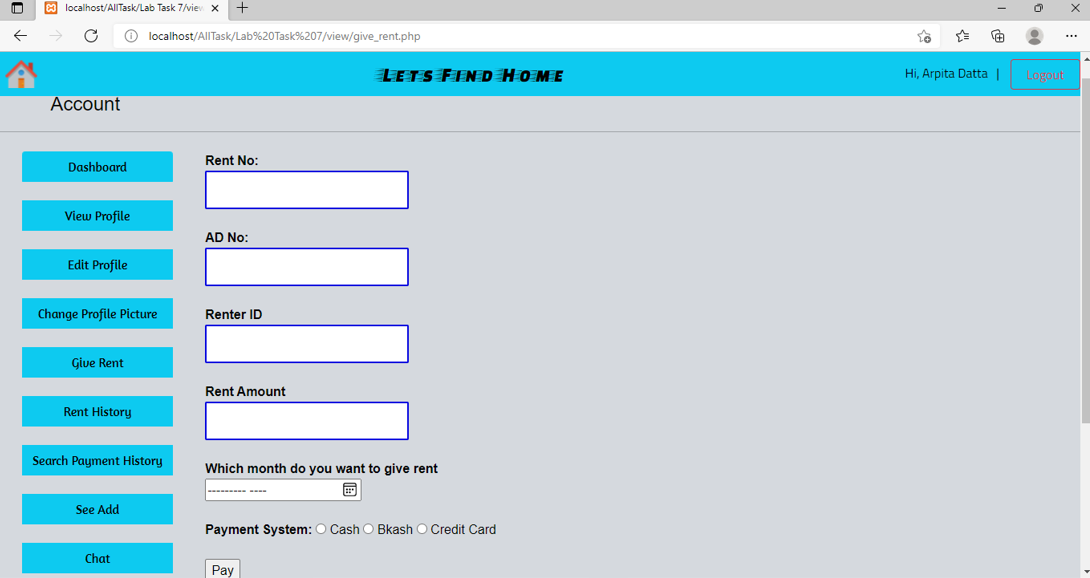 localhost/AllTask/Lab Task 7/view
localhost/AllTask/Lab%20Task%207/view/give_rent.php
LETS FIND HOME
Hi, Arpita Datta |
Logout
Account
Dashboard
View Profile
Edit Profile
Change Profile Picture
Give Rent
Rent History
Search Payment History
See Add
Chat
Rent No:
AD No:
Renter ID
Rent Amount
Which month do you want to give rent
--------- ----
Payment System: Cash Bkash Credit Card
Pay